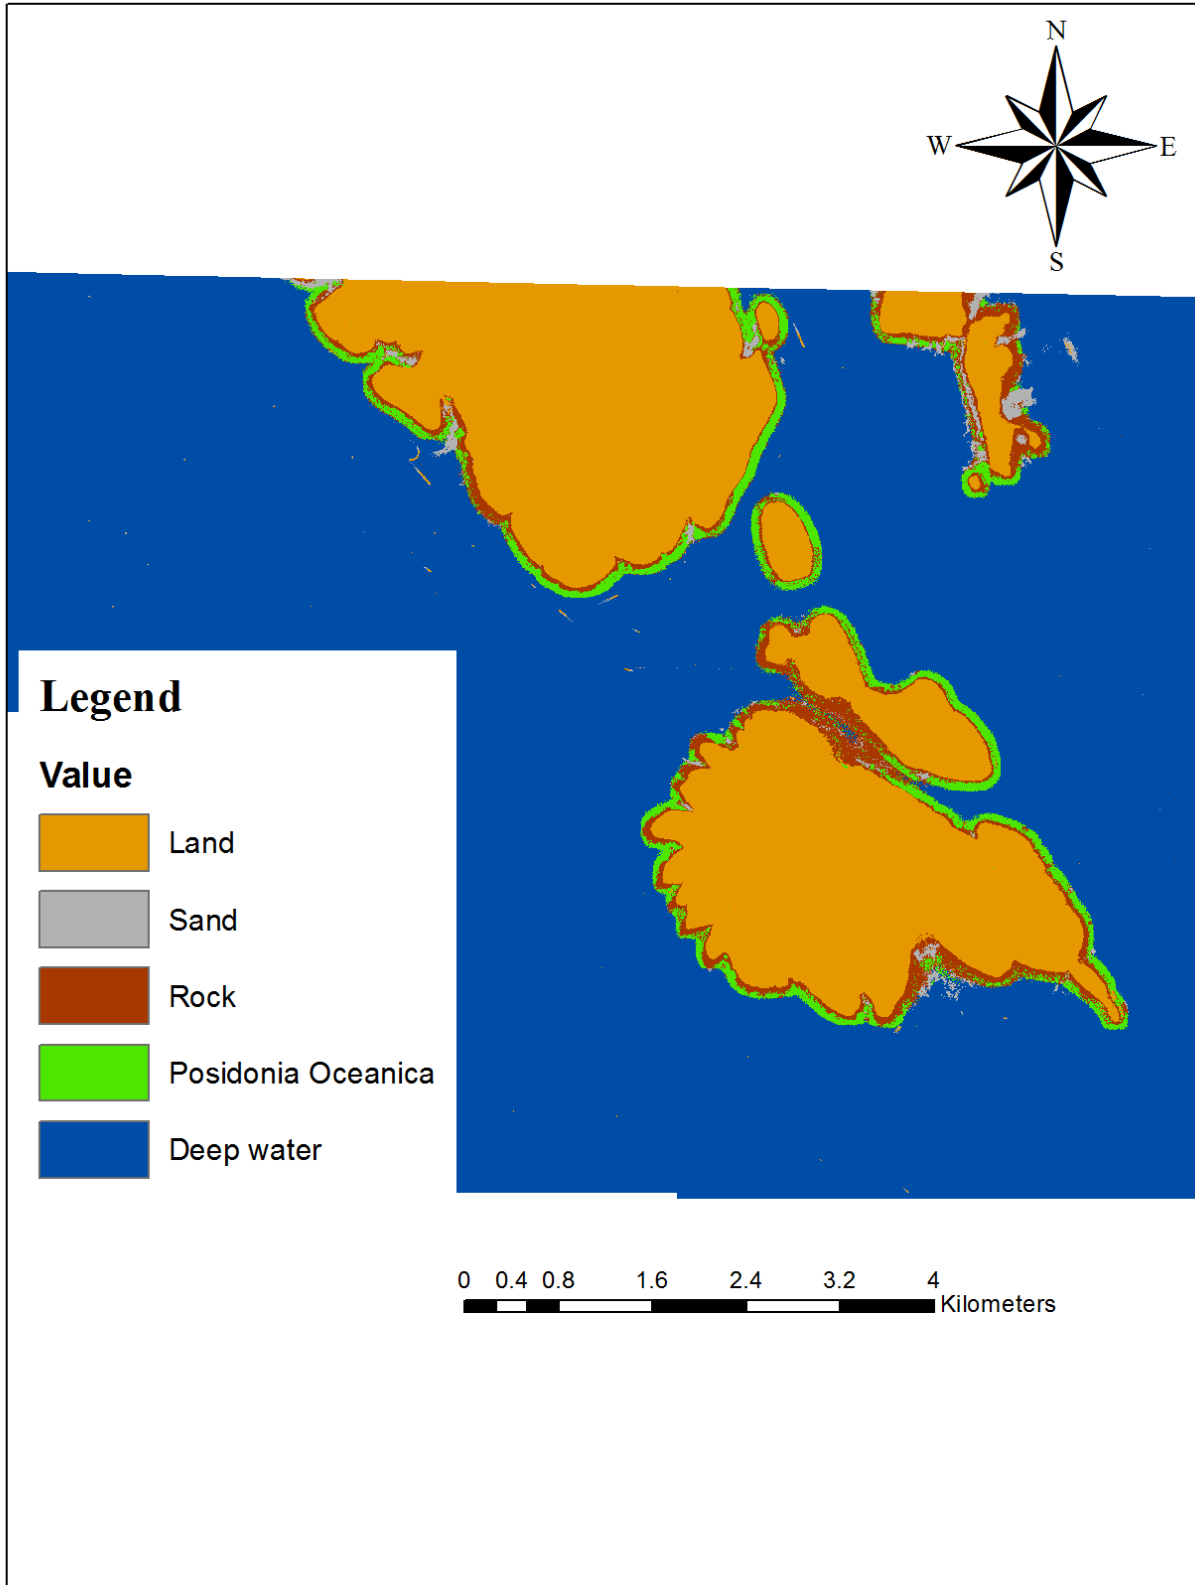 N
W E
S
Legend
Value
Land
Sand
Rock
Posidonia Oceanica
Deep water
0 0.4 0.8 1.6 2.4 3.2 4
Kilometers